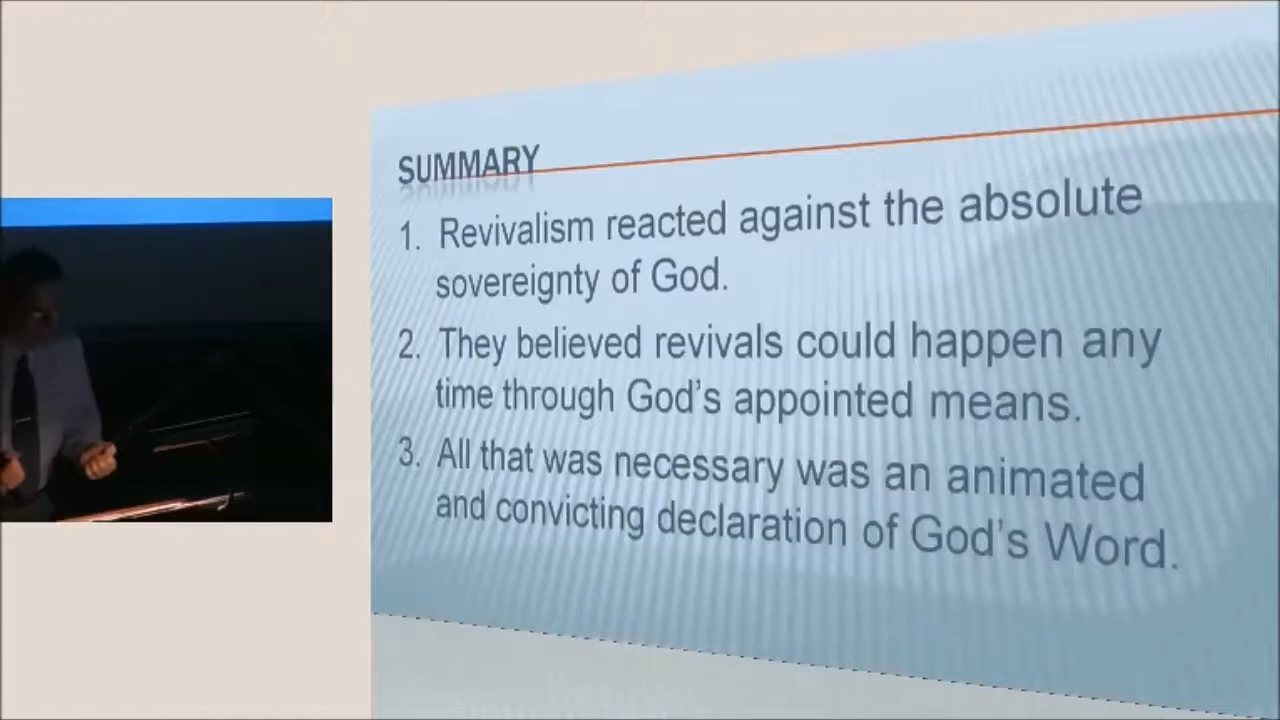 SUMMARY
1. Revivalism reacted against the absolute
sovereignty of God.
2. They believed revivals could happen any
time through God's appointed means.
3. All that was necessary was an animated
and convicting declaration of God's Word.